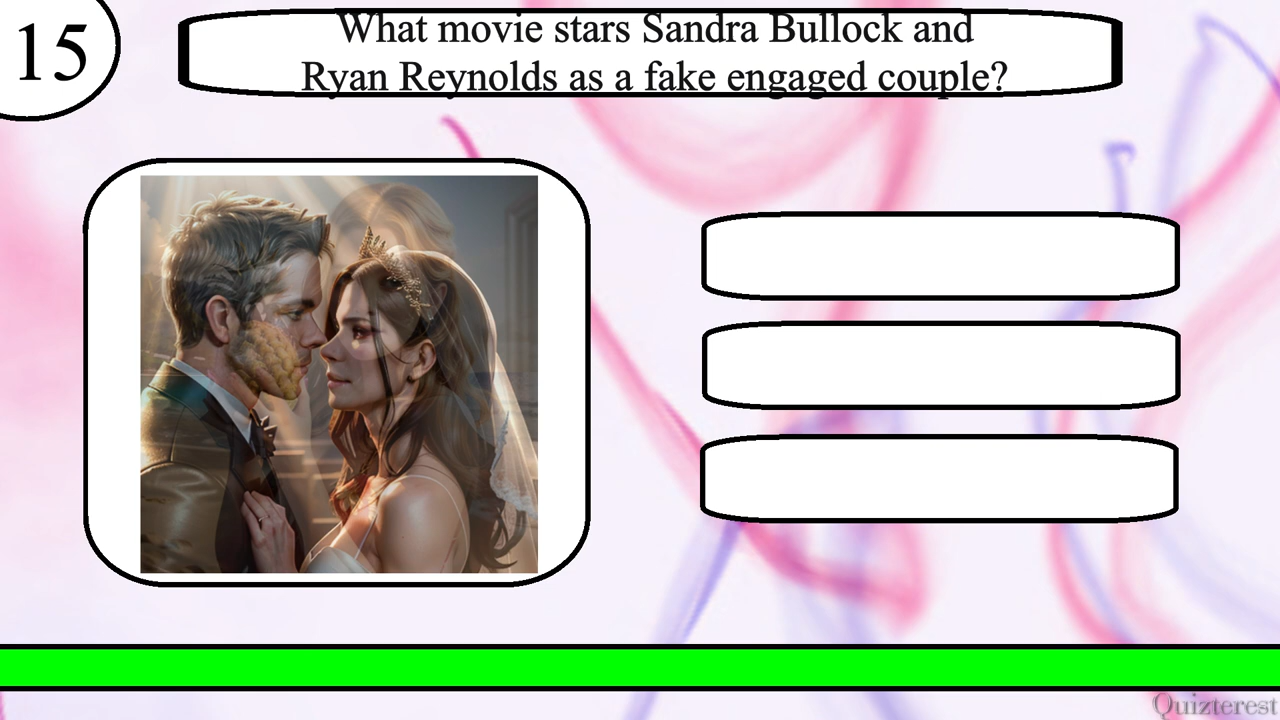 15
What movie stars Sandra Bullock and
Ryan Reynolds as a fake engaged couple?
Quizterest